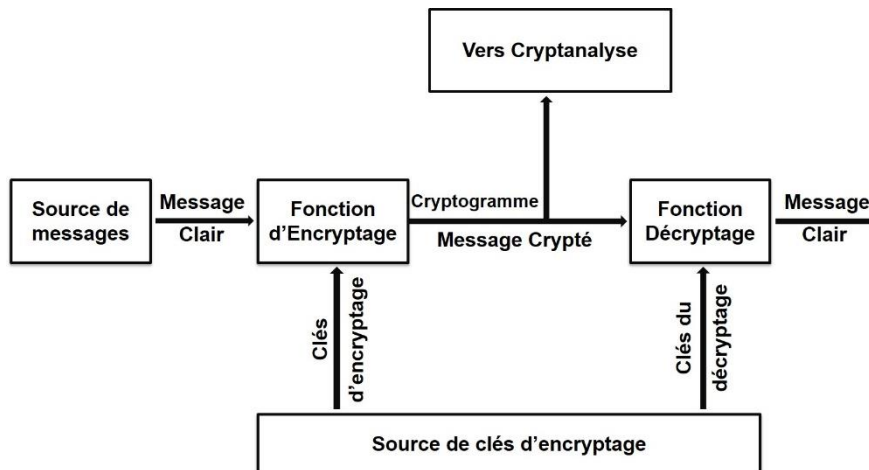 Vers Cryptanalyse
Source de
messages
Message
Clair
Fonction
d'Encryptage
Cryptogramme
Message Crypté
Fonction
Décryptage
Message
Clair
Clés
d'encryptage
Clés du
décryptage
Source de clés d'encryptage